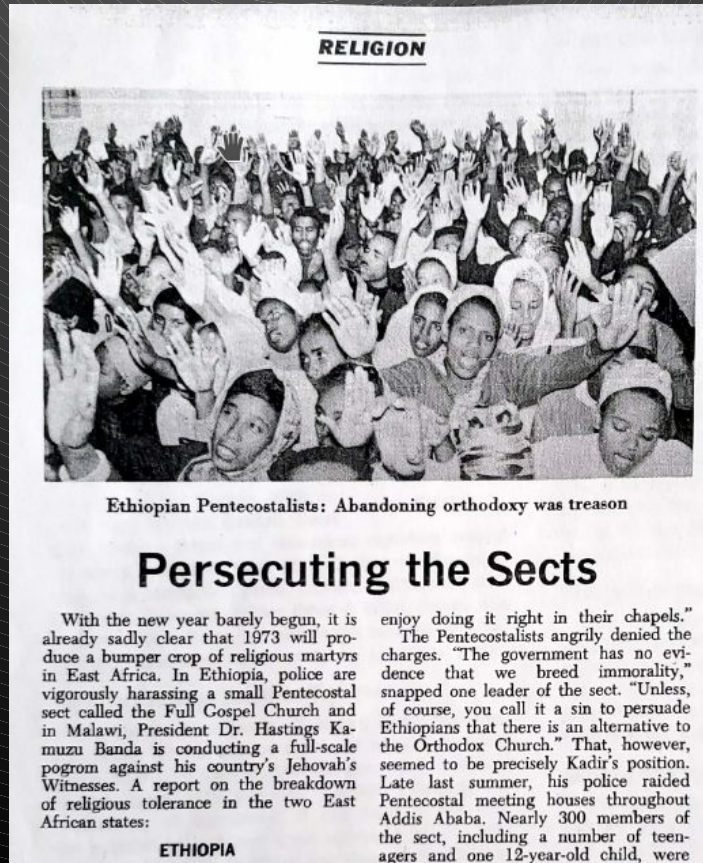 RELIGION
Ethiopian Pentecostalists: Abandoning orthodoxy was treason
Persecuting the Sects
With the new year barely begun, it is
already sadly clear that 1973 will pro-
duce a bumper crop of religious martyrs
in East Africa. In Ethiopia, police are
vigorously harassing a small Pentecostal
sect called the Full Gospel Church and
in Malawi, President Dr. Hastings Ka-
muzu Banda is conducting a full-scale
pogrom against his country's Jehovah's
Witnesses. A report on the breakdown
of religious tolerance in the two East
African states:
ETHIOPIA
enjoy doing it right in their chapels."
The Pentecostalists angrily denied the
charges. "The government has no evi-
dence that we breed immorality,"
snapped one leader of the sect. "Unless,
of course, you call it a sin to persuade
Ethiopians that there is an alternative to
the Orthodox Church." That, however,
seemed to be precisely Kadir's position.
Late last summer, his police raided
Pentecostal meeting houses throughout
Addis Ababa. Nearly 300 members of
the sect, including a number of teen-
agers and one 12-year-old child, were